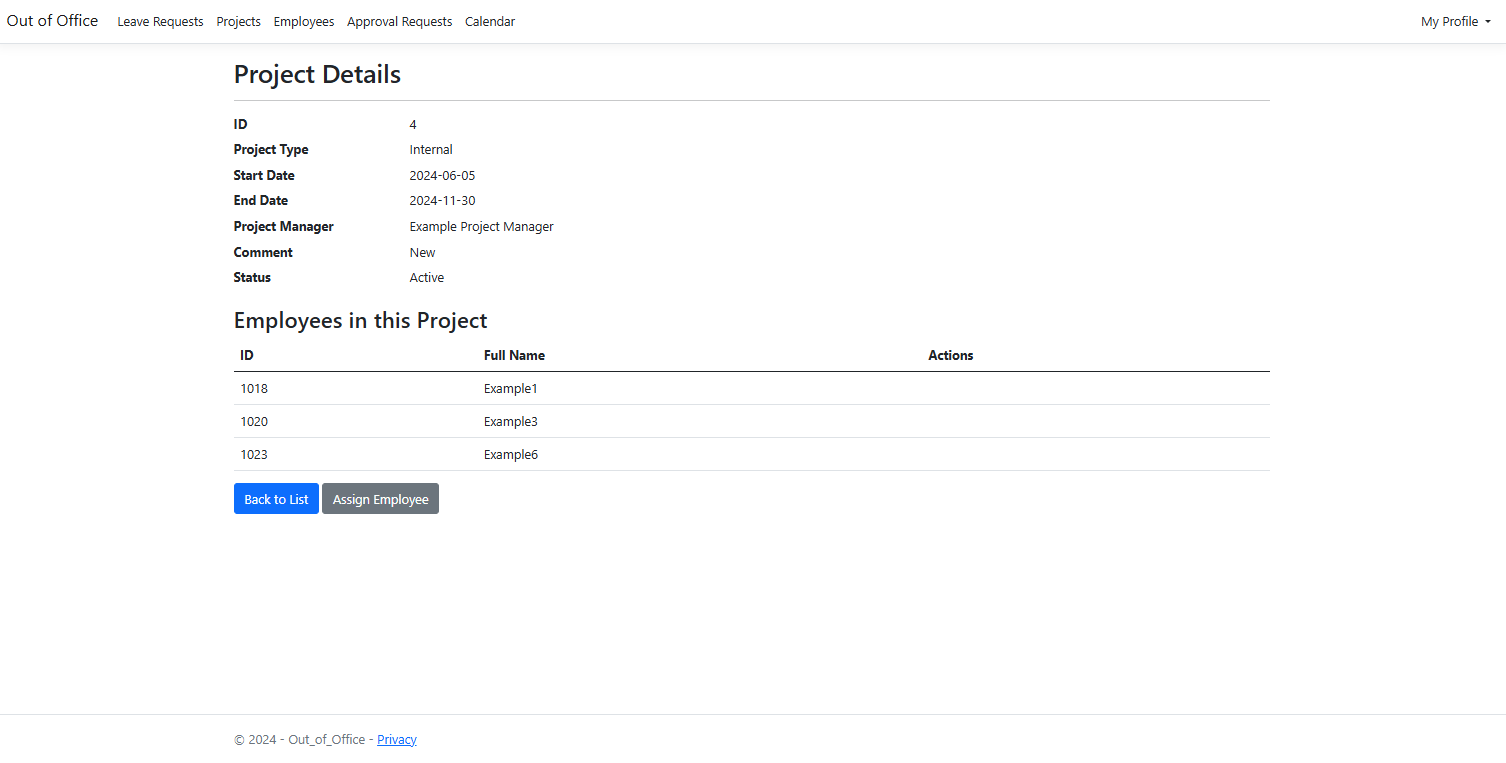 Out of Office Leave Requests Projects Employees Approval Requests Calendar My Profile
Project Details
ID 4
Project Type Internal
Start Date 2024-06-05
End Date 2024-11-30
Project Manager Example Project Manager
Comment New
Status Active
Employees in this Project
ID Full Name Actions
1018 Example1
1020 Example3
1023 Example6
Back to List Assign Employee
© 2024 - Out_of_Office - Privacy